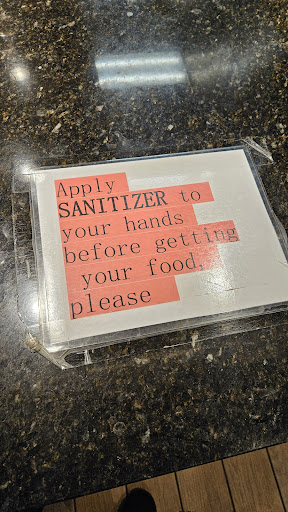 Apply
SANITIZER to
your hands
before getting
your food,
please